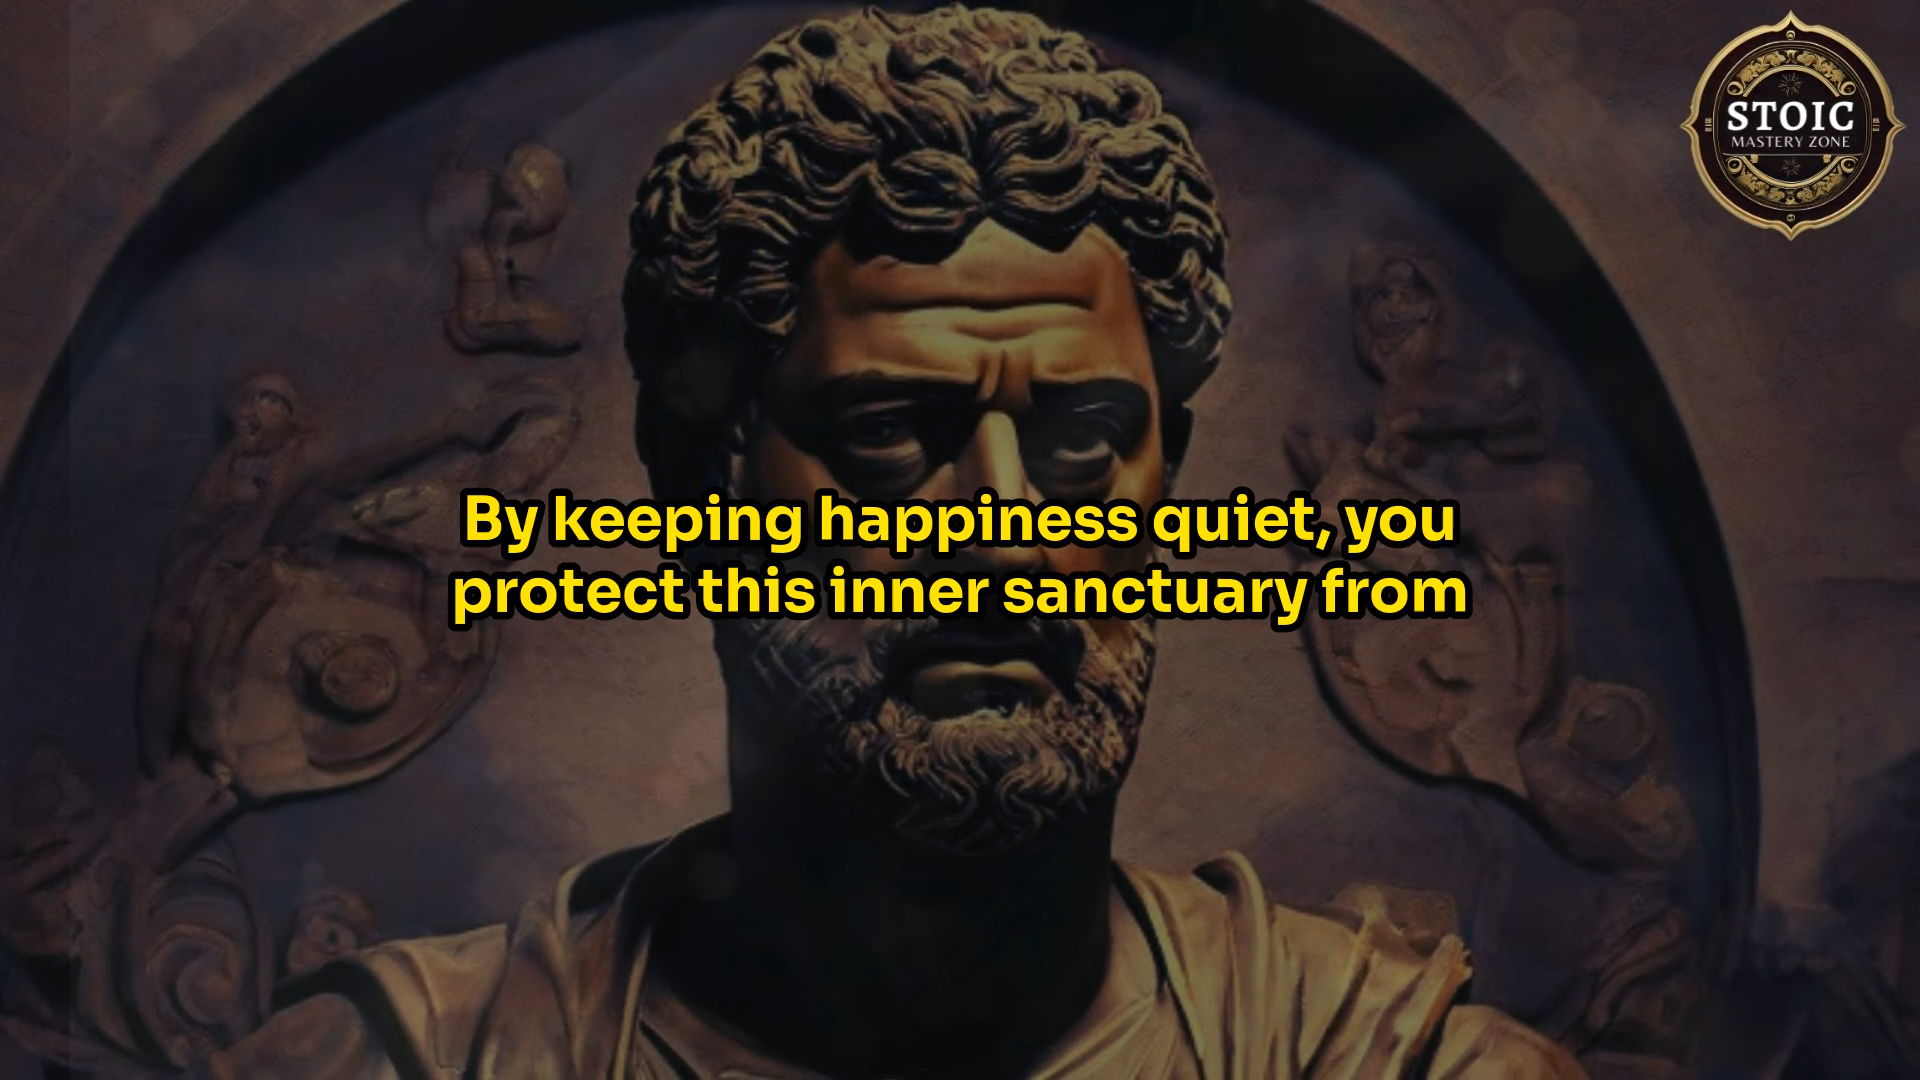 STOIC
MASTERY ZONE
By keeping happiness quiet, you
protect this inner sanctuary from